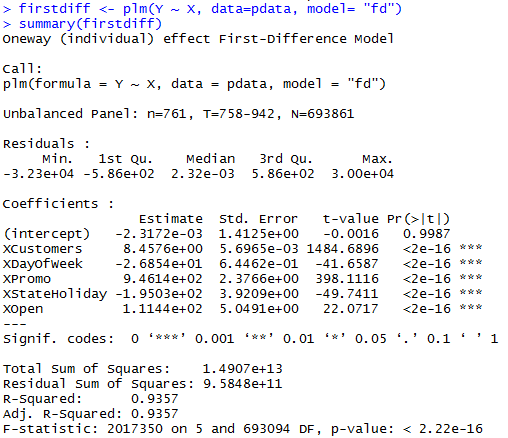 > firstdiff <- plm(Y ~ X, data=pdata, model= "fd")
> summary(firstdiff)
Oneway (individual) effect First-Difference Model
Call:
plm(formula = Y ~ X, data = pdata, model = "fd")
Unbalanced Panel: n=761, T=758-942, N=693861
Residuals :
Min. 1st Qu. Median 3rd Qu. Max.
-3.23e+04 -5.86e+02 2.32e-03 5.86e+02 3.00e+04
Coefficients :
Estimate Std. Error t-value Pr(>|t|)
(intercept) -2.3172e-03 1.4125e+00 -0.0016 0.9987
XCustomers 8.4576e+00 5.6965e-03 1484.6896 <2e-16 ***
XDayOfWeek -2.6854e+01 6.4462e-01 -41.6587 <2e-16 ***
XPromo 9.4614e+02 2.3766e+00 398.1116 <2e-16 ***
XStateHoliday -1.9503e+02 3.9209e+00 -49.7411 <2e-16 ***
XOpen 1.1144e+02 5.0491e+00 22.0717 <2e-16 ***
---
Signif. codes: 0 ‘***’ 0.001 ‘**’ 0.01 ‘*’ 0.05 ‘.’ 0.1 ‘ ’ 1
Total Sum of Squares: 1.4907e+13
Residual Sum of Squares: 9.5848e+11
R-Squared: 0.9357
Adj. R-Squared: 0.9357
F-statistic: 2017350 on 5 and 693094 DF, p-value: < 2.22e-16